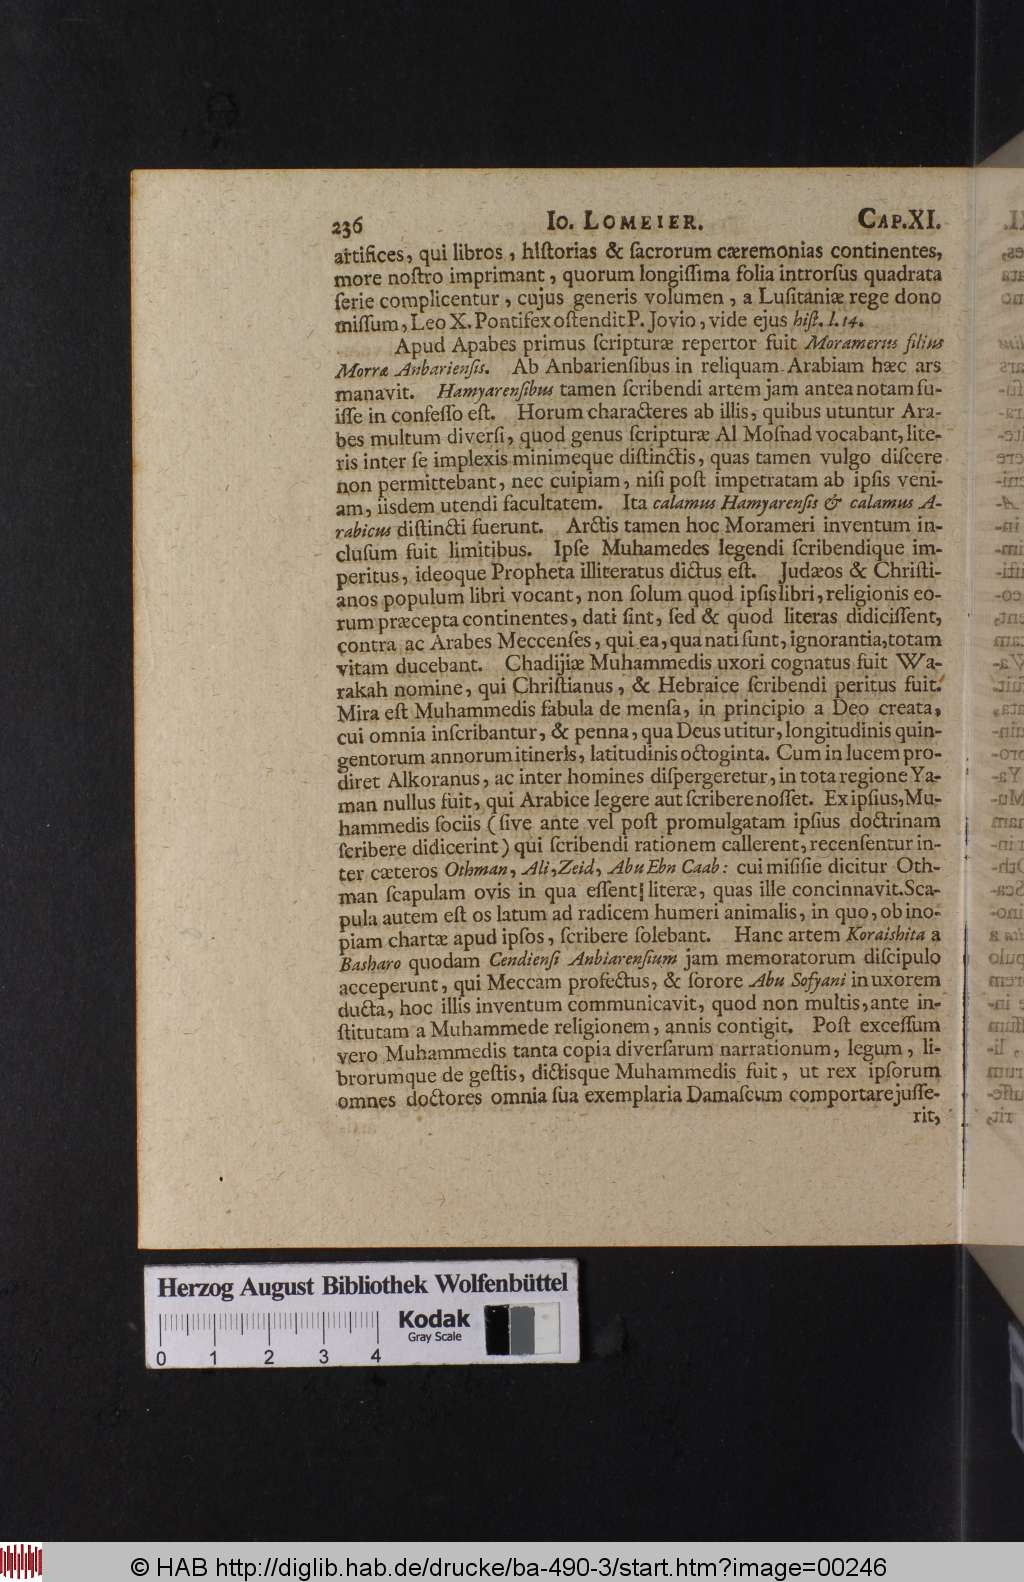 236 Io. LOMEIER. CAP.XI.
artifices, qui libros, hiſtorias & ſacrorum cæremonias continentes,
more noſtro imprimant, quorum longiſſima folia introrſus quadrata
ſerie complicentur, cujus generis volumen, a Luſitaniæ rege dono
miſſum, Leo X. Pontifex oſtendit P. Jovio, vide ejus hiſt. l. 14.
Apud Apabes primus ſcripturæ repertor fuit Moramerus filius
Morræ Anbarienſis. Ab Anbarienſibus in reliquam Arabiam hæc ars
manavit. Hamyarenſibus tamen ſcribendi artem jam antea notam fu-
iſſe in confeſſo eſt. Horum characteres ab illis, quibus utuntur Ara-
bes multum diverſi, quod genus ſcripturæ Al Moſnad vocabant, lite-
ris inter ſe implexis minimeque diſtinctis, quas tamen vulgo diſcere
non permittebant, nec cuipiam, niſi poſt impetratam ab ipſis veni-
am, iisdem utendi facultatem. Ita calamus Hamyarenſis & calamus A-
rabicus diſtincti fuerunt. Arctis tamen hoc Morameri inventum in-
cluſum fuit limitibus. Ipſe Muhamedes legendi ſcribendique im-
peritus, ideoque Propheta illiteratus dictus eſt. Judæos & Chriſti-
anos populum libri vocant, non ſolum quod ipſis libri, religionis eo-
rum præcepta continentes, dati ſint, ſed & quod literas didiciſſent,
contra ac Arabes Meccenſes, qui ea, qua nati ſunt, ignorantia, totam
vitam ducebant. Chadijiæ Muhammedis uxori cognatus fuit Wa-
rakah nomine, qui Chriſtianus, & Hebraice ſcribendi peritus fuit.
Mira eſt Muhammedis fabula de menſa, in principio a Deo creata,
cui omnia inſcribantur, & penna, qua Deus utitur, longitudinis quin-
gentorum annorum itineris, latitudinis octoginta. Cum in lucem pro-
diret Alkoranus, ac inter homines diſpergeretur, in tota regione Ya-
man nullus fuit, qui Arabice legere aut ſcribere noſſet. Ex ipſius, Mu-
hammedis ſociis (ſive ante vel poſt promulgatam ipſius doctrinam
ſcribere didicerint) qui ſcribendi rationem callerent, recenſentur in-
ter cæteros Othman, Ali, Zeid, Abu Ebn Caab: cui miſiſſe dicitur Oth-
man ſcapulam ovis in qua eſſent literæ, quas ille concinnavit. Sca-
pula autem eſt os latum ad radicem humeri animalis, in quo, ob ino-
piam chartæ apud ipſos, ſcribere ſolebant. Hanc artem Koraishitæ a
Basharo quodam Cendienſi Anbiarenſium jam memoratorum diſcipulo
acceperunt, qui Meccam profectus, & ſorore Abu Sofyani in uxorem
ducta, hoc illis inventum communicavit, quod non multis, ante in-
ſtitutam a Muhammede religionem, annis contigit. Poſt exceſſum
vero Muhammedis tanta copia diverſarum narrationum, legum, li-
brorumque de geſtis, dictisque Muhammedis fuit, ut rex ipſorum
omnes doctores omnia ſua exemplaria Damaſcum comportare juſſe-
rit,
Herzog August Bibliothek Wolfenbüttel
Kodak
Gray Scale
0 1 2 3 4
© HAB http://diglib.hab.de/drucke/ba-490-3/start.htm?image=00246